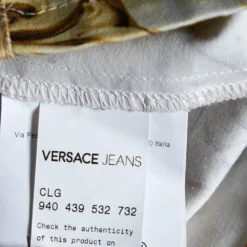 Via
Italia
VERSACE JEANS
CLG
940 439 532 732
Check the authenticity
of this product on